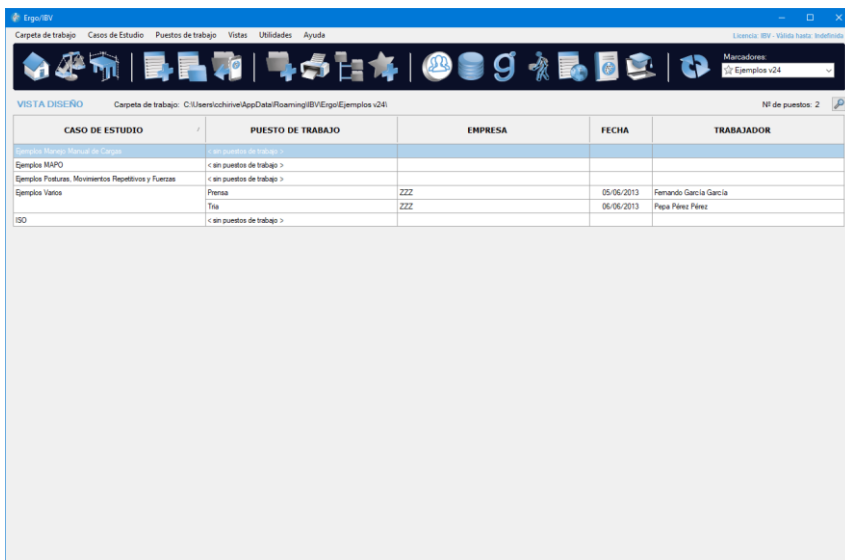 Ergo/IBV
Carpeta de trabajo Casos de Estudio Puestos de trabajo Vistas Utilidades Ayuda
Licencia: IBV - Válida hasta: Indefinida
Marcadores:
Ejemplos v24
VISTA DISEÑO Carpeta de trabajo: C:\Users\cchirive\AppData\Roaming\IBV\Ergo\Ejemplos v24\ Nº de puestos: 2
CASO DE ESTUDIO PUESTO DE TRABAJO EMPRESA FECHA TRABAJADOR
Ejemplos Manejo Manual de Cargas < sin puestos de trabajo >
Ejemplos MAPO < sin puestos de trabajo >
Ejemplos Posturas, Movimientos Repetitivos y Fuerzas < sin puestos de trabajo >
Ejemplos Varios Prensa ZZZ 05/06/2013 Fernando García García
Tria ZZZ 06/06/2013 Pepa Pérez Pérez
ISO < sin puestos de trabajo >